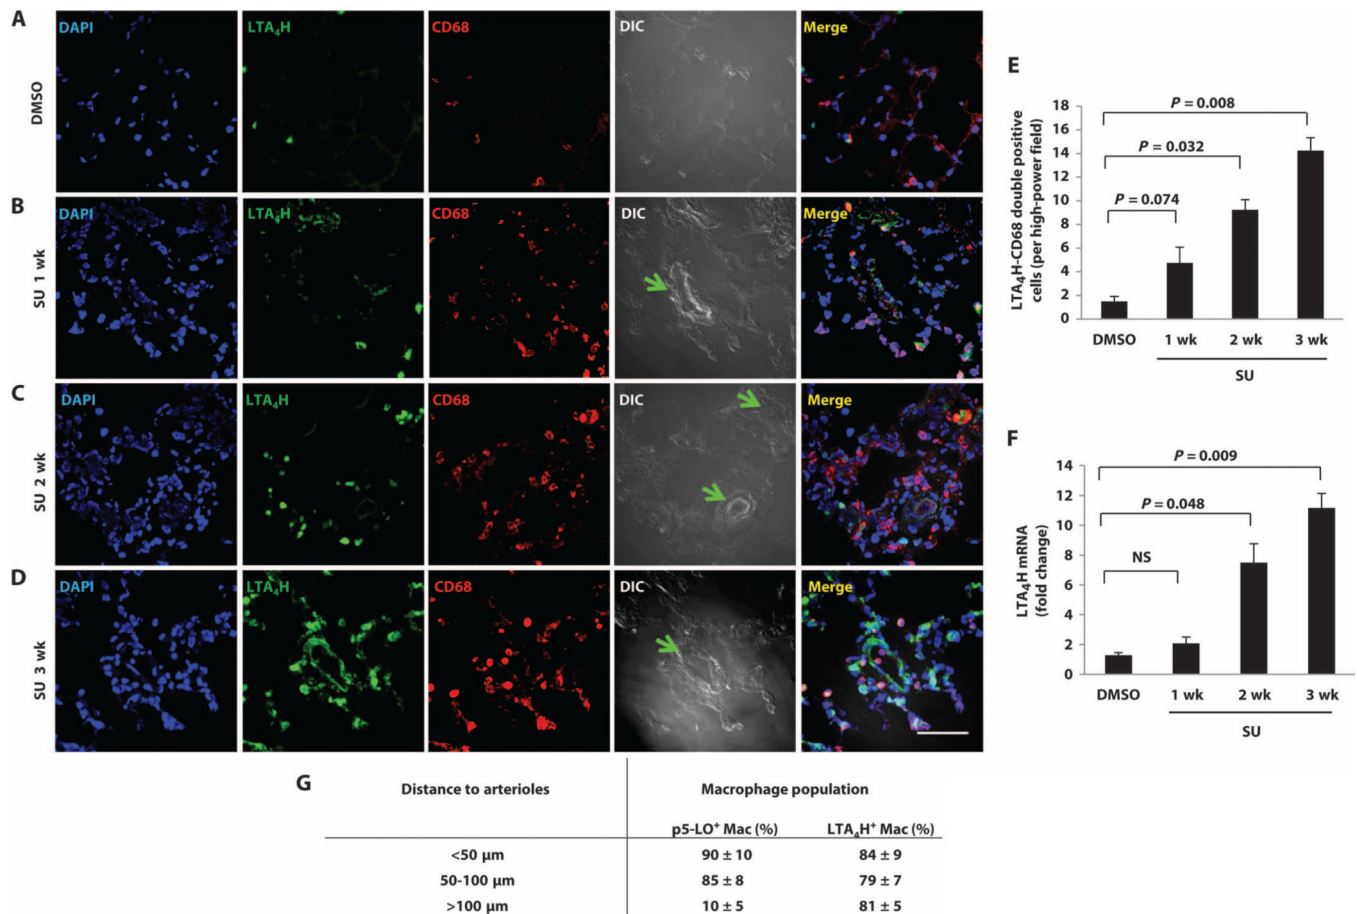 A
DMSO
DAPI LTA₄H CD68 DIC Merge
B
SU 1 wk
DAPI LTA₄H CD68 DIC Merge
C
SU 2 wk
DAPI LTA₄H CD68 DIC Merge
D
SU 3 wk
DAPI LTA₄H CD68 DIC Merge
E
LTA₄H-CD68 double positive
cells (per high-power field)
18
16
14
12
10
8
6
4
2
0
P = 0.008
P = 0.032
P = 0.074
DMSO 1 wk 2 wk 3 wk
SU
F
LTA₄H mRNA
(fold change)
14
12
10
8
6
4
2
0
P = 0.009
P = 0.048
NS
DMSO 1 wk 2 wk 3 wk
SU
G
Distance to arterioles Macrophage population
p5-LO⁺ Mac (%) LTA₄H⁺ Mac (%)
<50 µm 90 ± 10 84 ± 9
50-100 µm 85 ± 8 79 ± 7
>100 µm 10 ± 5 81 ± 5